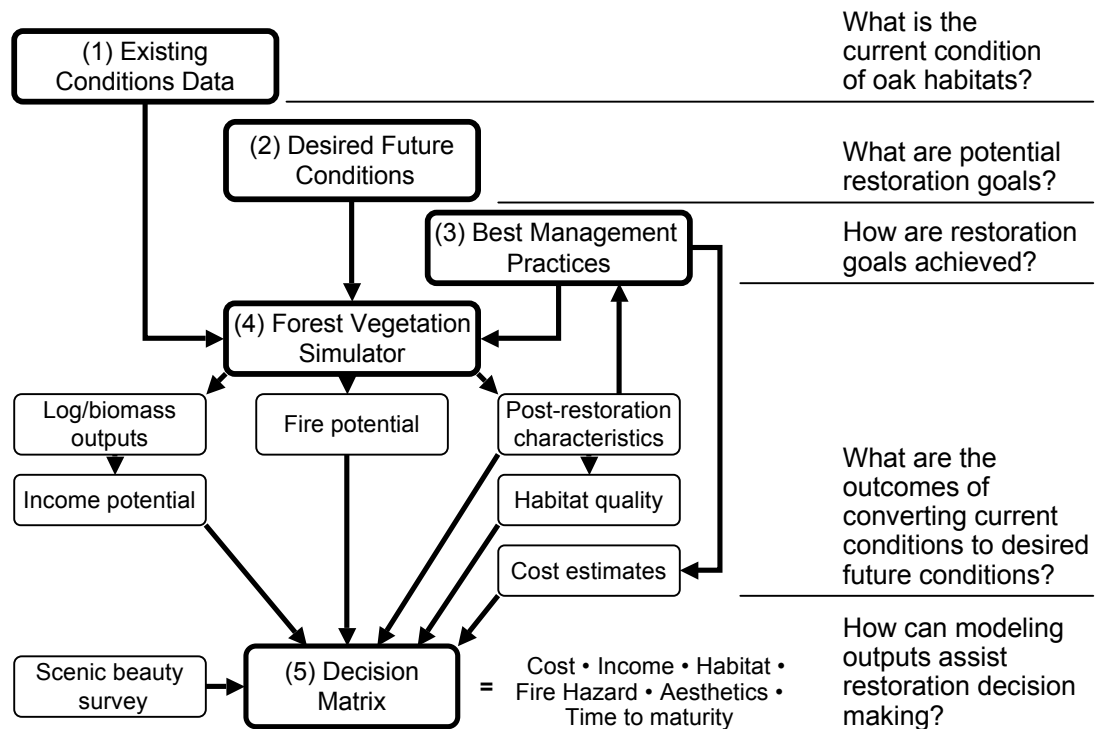 (1) Existing
Conditions Data
What is the
current condition
of oak habitats?
(2) Desired Future
Conditions
What are potential
restoration goals?
(3) Best Management
Practices
How are restoration
goals achieved?
(4) Forest Vegetation
Simulator
Log/biomass
outputs
Fire potential
Post-restoration
characteristics
Income potential
Habitat quality
Cost estimates
What are the
outcomes of
converting current
conditions to desired
future conditions?
Scenic beauty
survey
(5) Decision
Matrix
=
Cost • Income • Habitat •
Fire Hazard • Aesthetics •
Time to maturity
How can modeling
outputs assist
restoration decision
making?